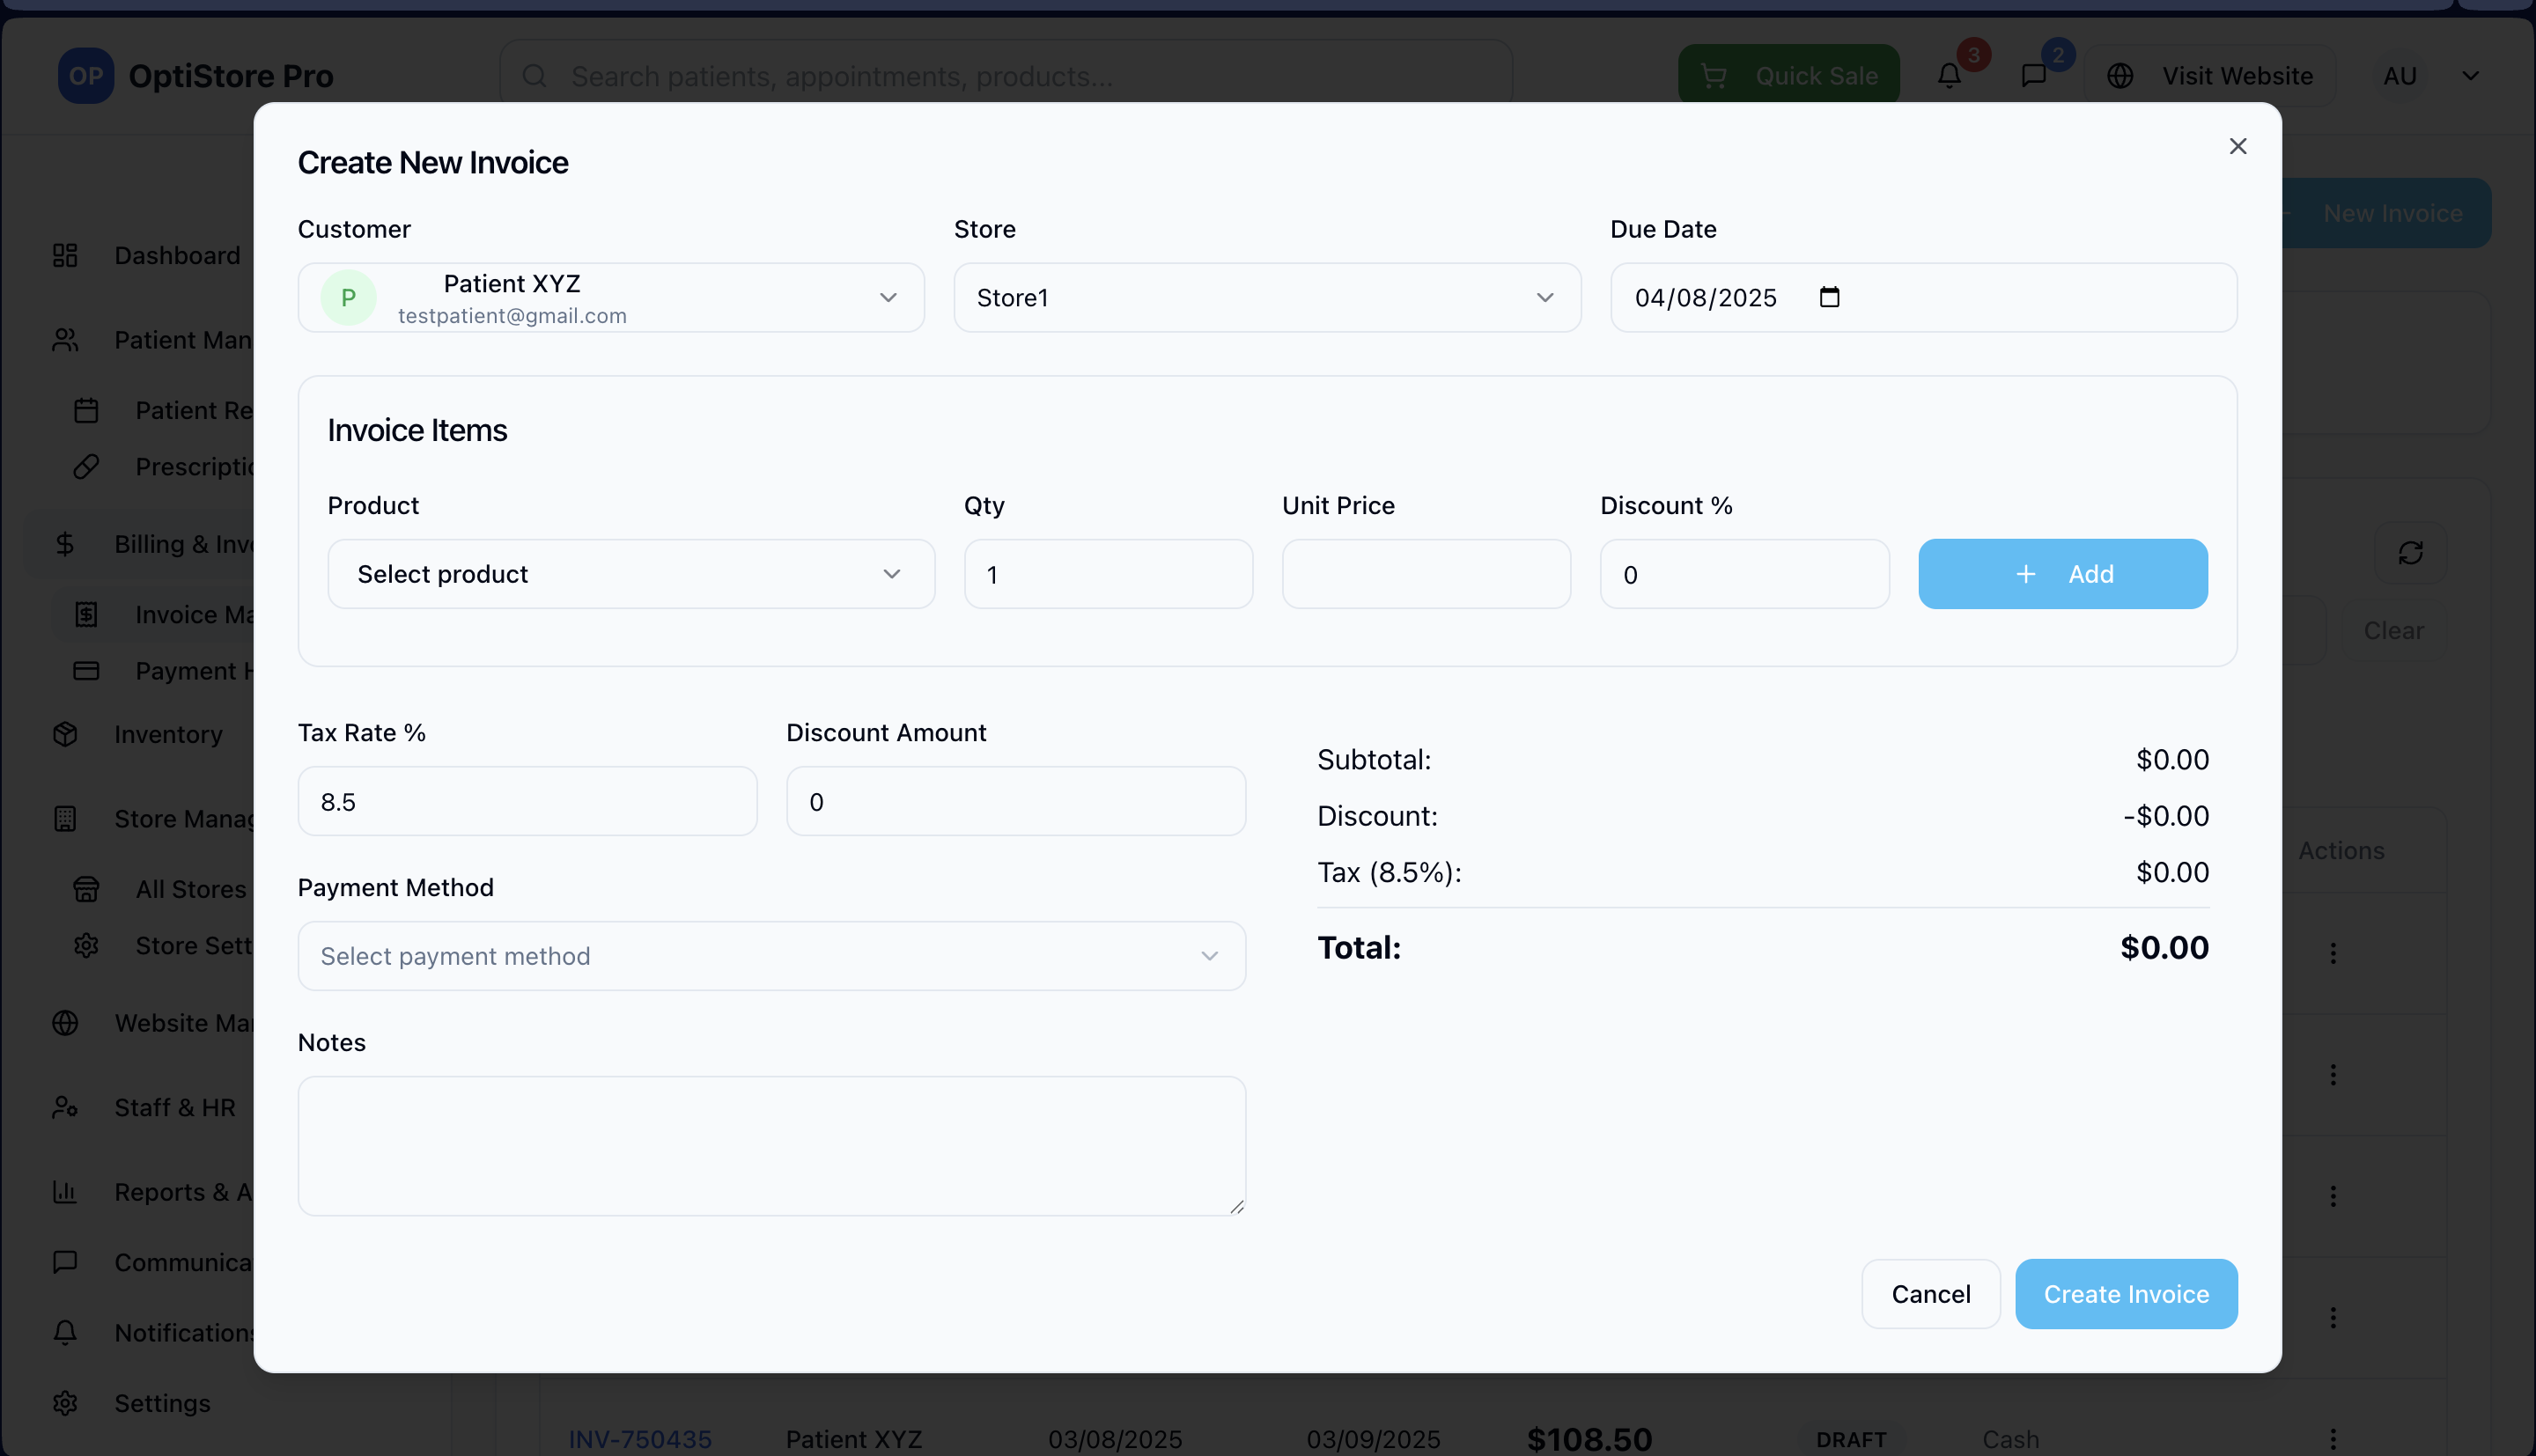 OP OptiStore Pro
Search patients, appointments, products...
Quick Sale
3
2
Visit Website
AU
New Invoice
Dashboard
Patient Man
Patient Re
Prescriptio
Billing & Inv
Invoice Ma
Payment H
Inventory
Store Manag
All Stores
Store Sett
Website Mar
Staff & HR
Reports & A
Communica
Notifications
Settings
Create New Invoice
Customer
P
Patient XYZ
testpatient@gmail.com
Store
Store1
Due Date
04/08/2025
Invoice Items
Product Qty Unit Price Discount %
Select product 1 0 + Add
Tax Rate % Discount Amount
8.5 0
Payment Method
Select payment method
Notes
Subtotal: $0.00
Discount: -$0.00
Tax (8.5%): $0.00
Total: $0.00
Cancel Create Invoice
Clear
Actions
INV-750435 Patient XYZ 03/08/2025 03/09/2025 $108.50 DRAFT Cash